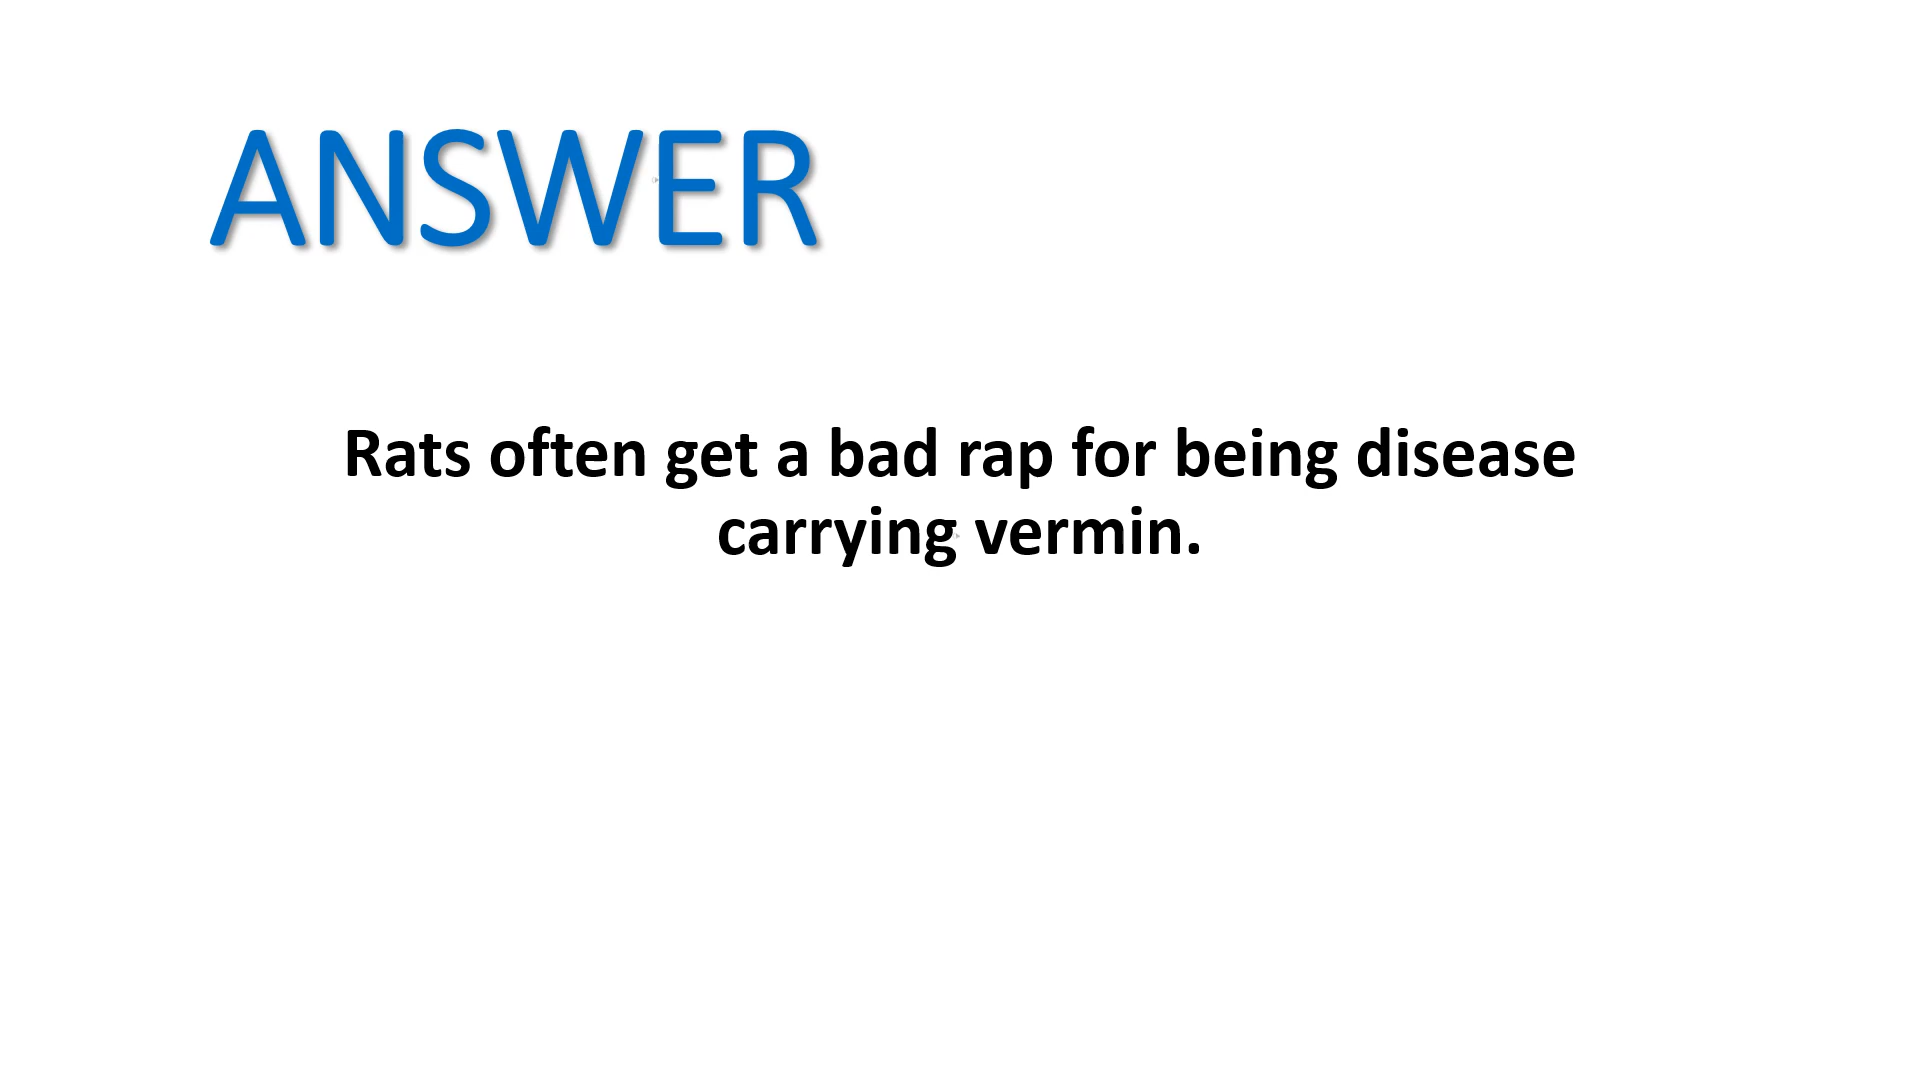 ANSWER
Rats often get a bad rap for being disease
carrying vermin.